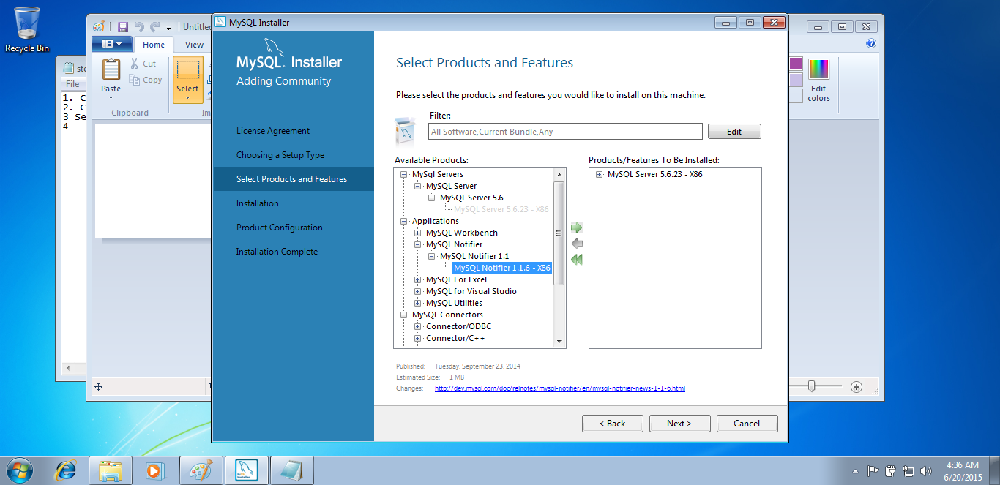 Recycle Bin
ste
File
1. C
2. C
3 Se
4
Untitled
Home
View
Paste
Cut
Copy
Clipboard
Select
Im
Edit
colors
MySQL Installer
MySQL. Installer
Adding Community
License Agreement
Choosing a Setup Type
Select Products and Features
Installation
Product Configuration
Installation Complete
Select Products and Features
Please select the products and features you would like to install on this machine.
Filter:
All Software,Current Bundle,Any
Edit
Available Products:
MySql Servers
MySQL Server
MySQL Server 5.6
MySQL Server 5.6.23 - X86
Applications
MySQL Workbench
MySQL Notifier
MySQL Notifier 1.1
MySQL Notifier 1.1.6 - X86
MySQL For Excel
MySQL for Visual Studio
MySQL Utilities
MySQL Connectors
Connector/ODBC
Connector/C++
Products/Features To Be Installed:
MySQL Server 5.6.23 - X86
Published: Tuesday, September 23, 2014
Estimated Size: 1 MB
Changes: http://dev.mysql.com/doc/relnotes/mysql-notifier/en/mysql-notifier-news-1-1-6.html
< Back
Next >
Cancel
4:36 AM
6/20/2015